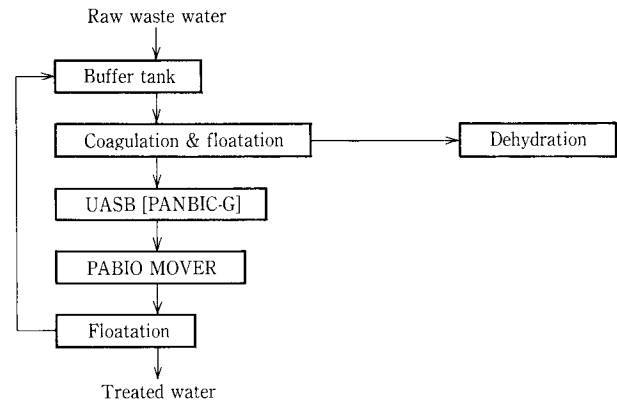 Raw waste water
Buffer tank
Coagulation & floatation
Dehydration
UASB [PANBIC-G]
PABIO MOVER
Floatation
Treated water